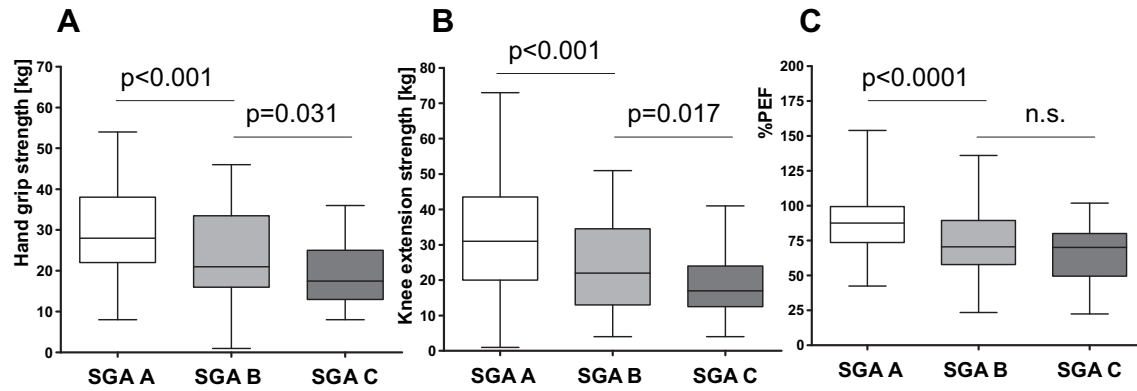 A
Hand grip strength [kg]
70
60
50
40
30
20
10
0
p<0.001
p=0.031
SGA A SGA B SGA C
B
Knee extension strength [kg]
80
70
60
50
40
30
20
10
0
p<0.001
p=0.017
SGA A SGA B SGA C
C
%PEF
200
175
150
125
100
75
50
25
0
p<0.0001
n.s.
SGA A SGA B SGA C